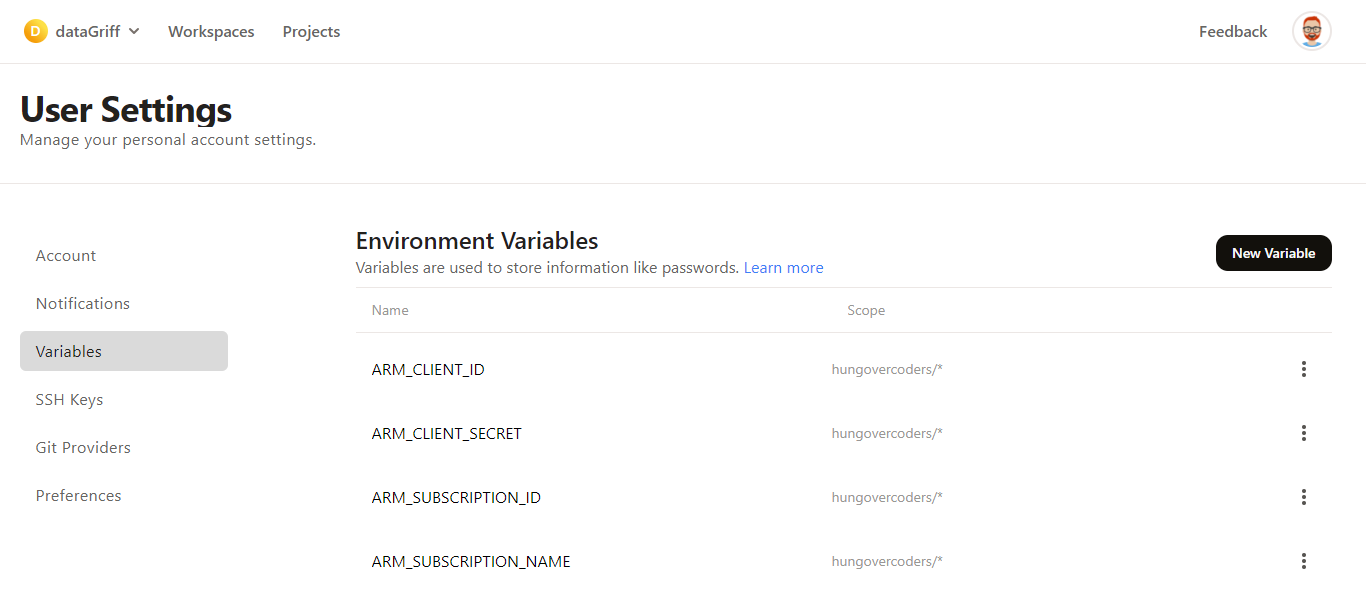 D dataGriff Workspaces Projects Feedback
User Settings
Manage your personal account settings.
Account
Notifications
Variables
SSH Keys
Git Providers
Preferences
Environment Variables
Variables are used to store information like passwords. Learn more
New Variable
Name Scope
ARM_CLIENT_ID hungovercoders/*
ARM_CLIENT_SECRET hungovercoders/*
ARM_SUBSCRIPTION_ID hungovercoders/*
ARM_SUBSCRIPTION_NAME hungovercoders/*